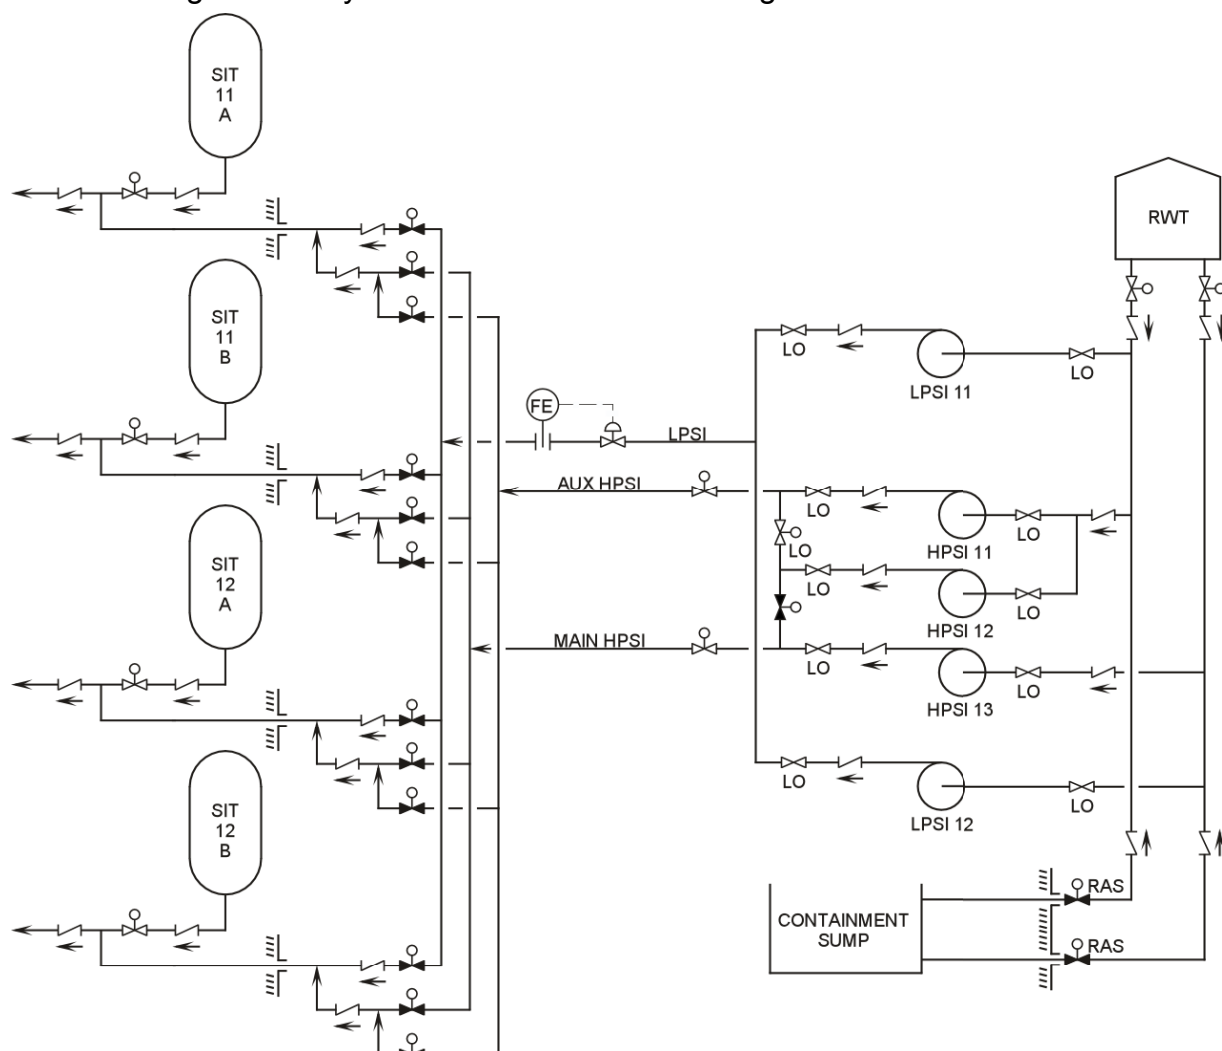 SIT
11
A
RWT
SIT
11
B
LO
LPSI 11
LO
FE
LPSI
AUX HPSI
LO
HPSI 11
LO
LO
SIT
12
A
LO
HPSI 12
LO
MAIN HPSI
LO
HPSI 13
LO
SIT
12
B
LO
LPSI 12
LO
RAS
CONTAINMENT
SUMP
RAS